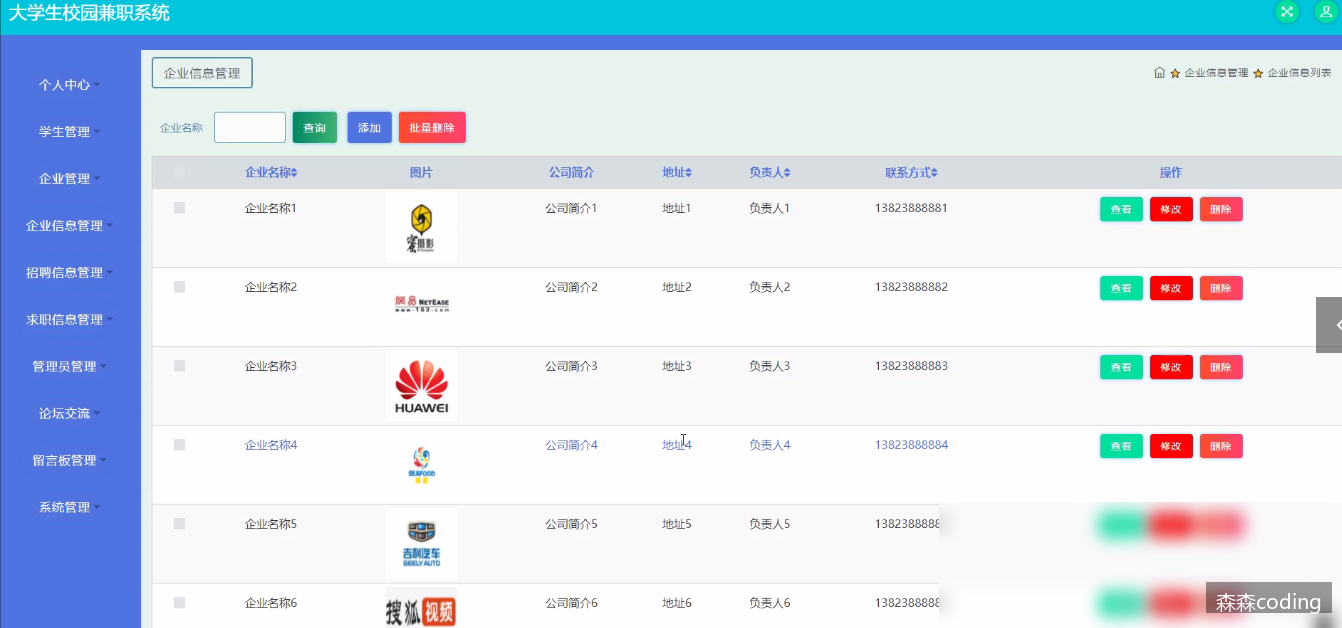 大学生校园兼职系统
个人中心
学生管理
企业管理
企业信息管理
招聘信息管理
求职信息管理
管理员管理
论坛交流
留言板管理
系统管理
企业信息管理
企业信息管理 企业信息列表
企业名称 查询 添加 批量删除
企业名称 图片 公司简介 地址 负责人 联系方式 操作
企业名称1 公司简介1 地址1 负责人1 13823888881 查看 修改 删除
蜜摄影
企业名称2 公司简介2 地址2 负责人2 13823888882 查看 修改 删除
網易 NETEASE
www.163.com
企业名称3 公司简介3 地址3 负责人3 13823888883 查看 修改 删除
HUAWEI
企业名称4 公司简介4 地址4 负责人4 13823888884 查看 修改 删除
SEAFOOD
企业名称5 公司简介5 地址5 负责人5 1382388888
吉利汽车
GEELY AUTO
企业名称6 公司简介6 地址6 负责人6 1382388888
搜狐视频
森森coding